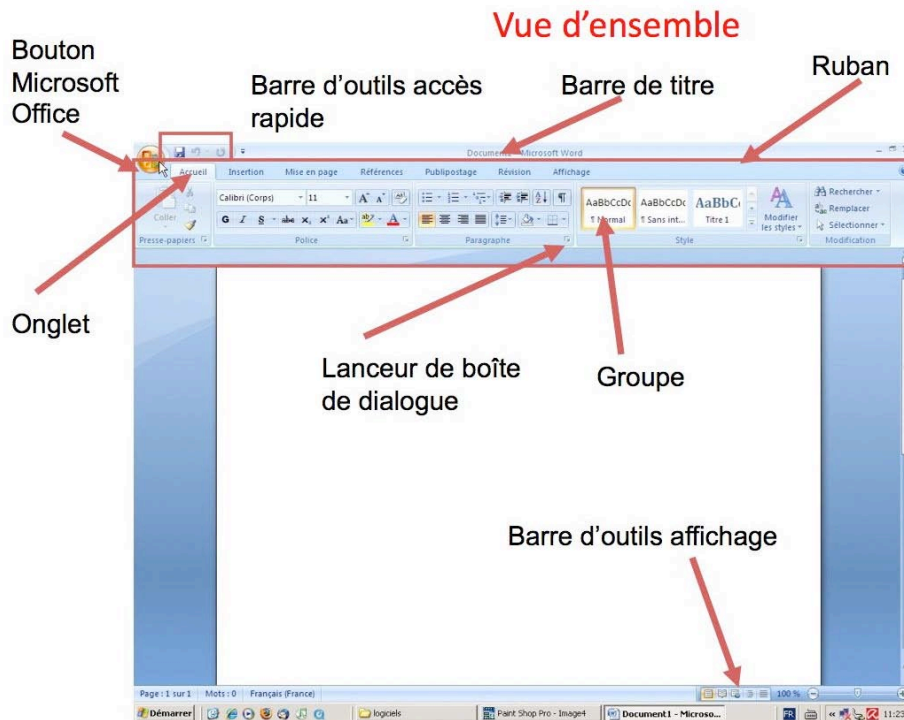 Vue d'ensemble
Bouton
Microsoft
Office
Barre d'outils accès
rapide
Barre de titre
Ruban
Document1 - Microsoft Word
Accueil Insertion Mise en page Références Publipostage Révision Affichage
Calibri (Corps) 11
AaBbCcDc AaBbCcDc AaBbC
Rechercher
Remplacer
Sélectionner
Coller
G I S abc x, x' Aa A
¶ Normal ¶ Sans int... Titre 1
Modifier
les styles
Presse-papiers Police Paragraphe Style Modification
Onglet
Lanceur de boîte
de dialogue
Groupe
Barre d'outils affichage
Page : 1 sur 1 Mots : 0 Français (France) 100 %
Démarrer logiciels Paint Shop Pro - Image4 Document1 - Microso... FR 11:23